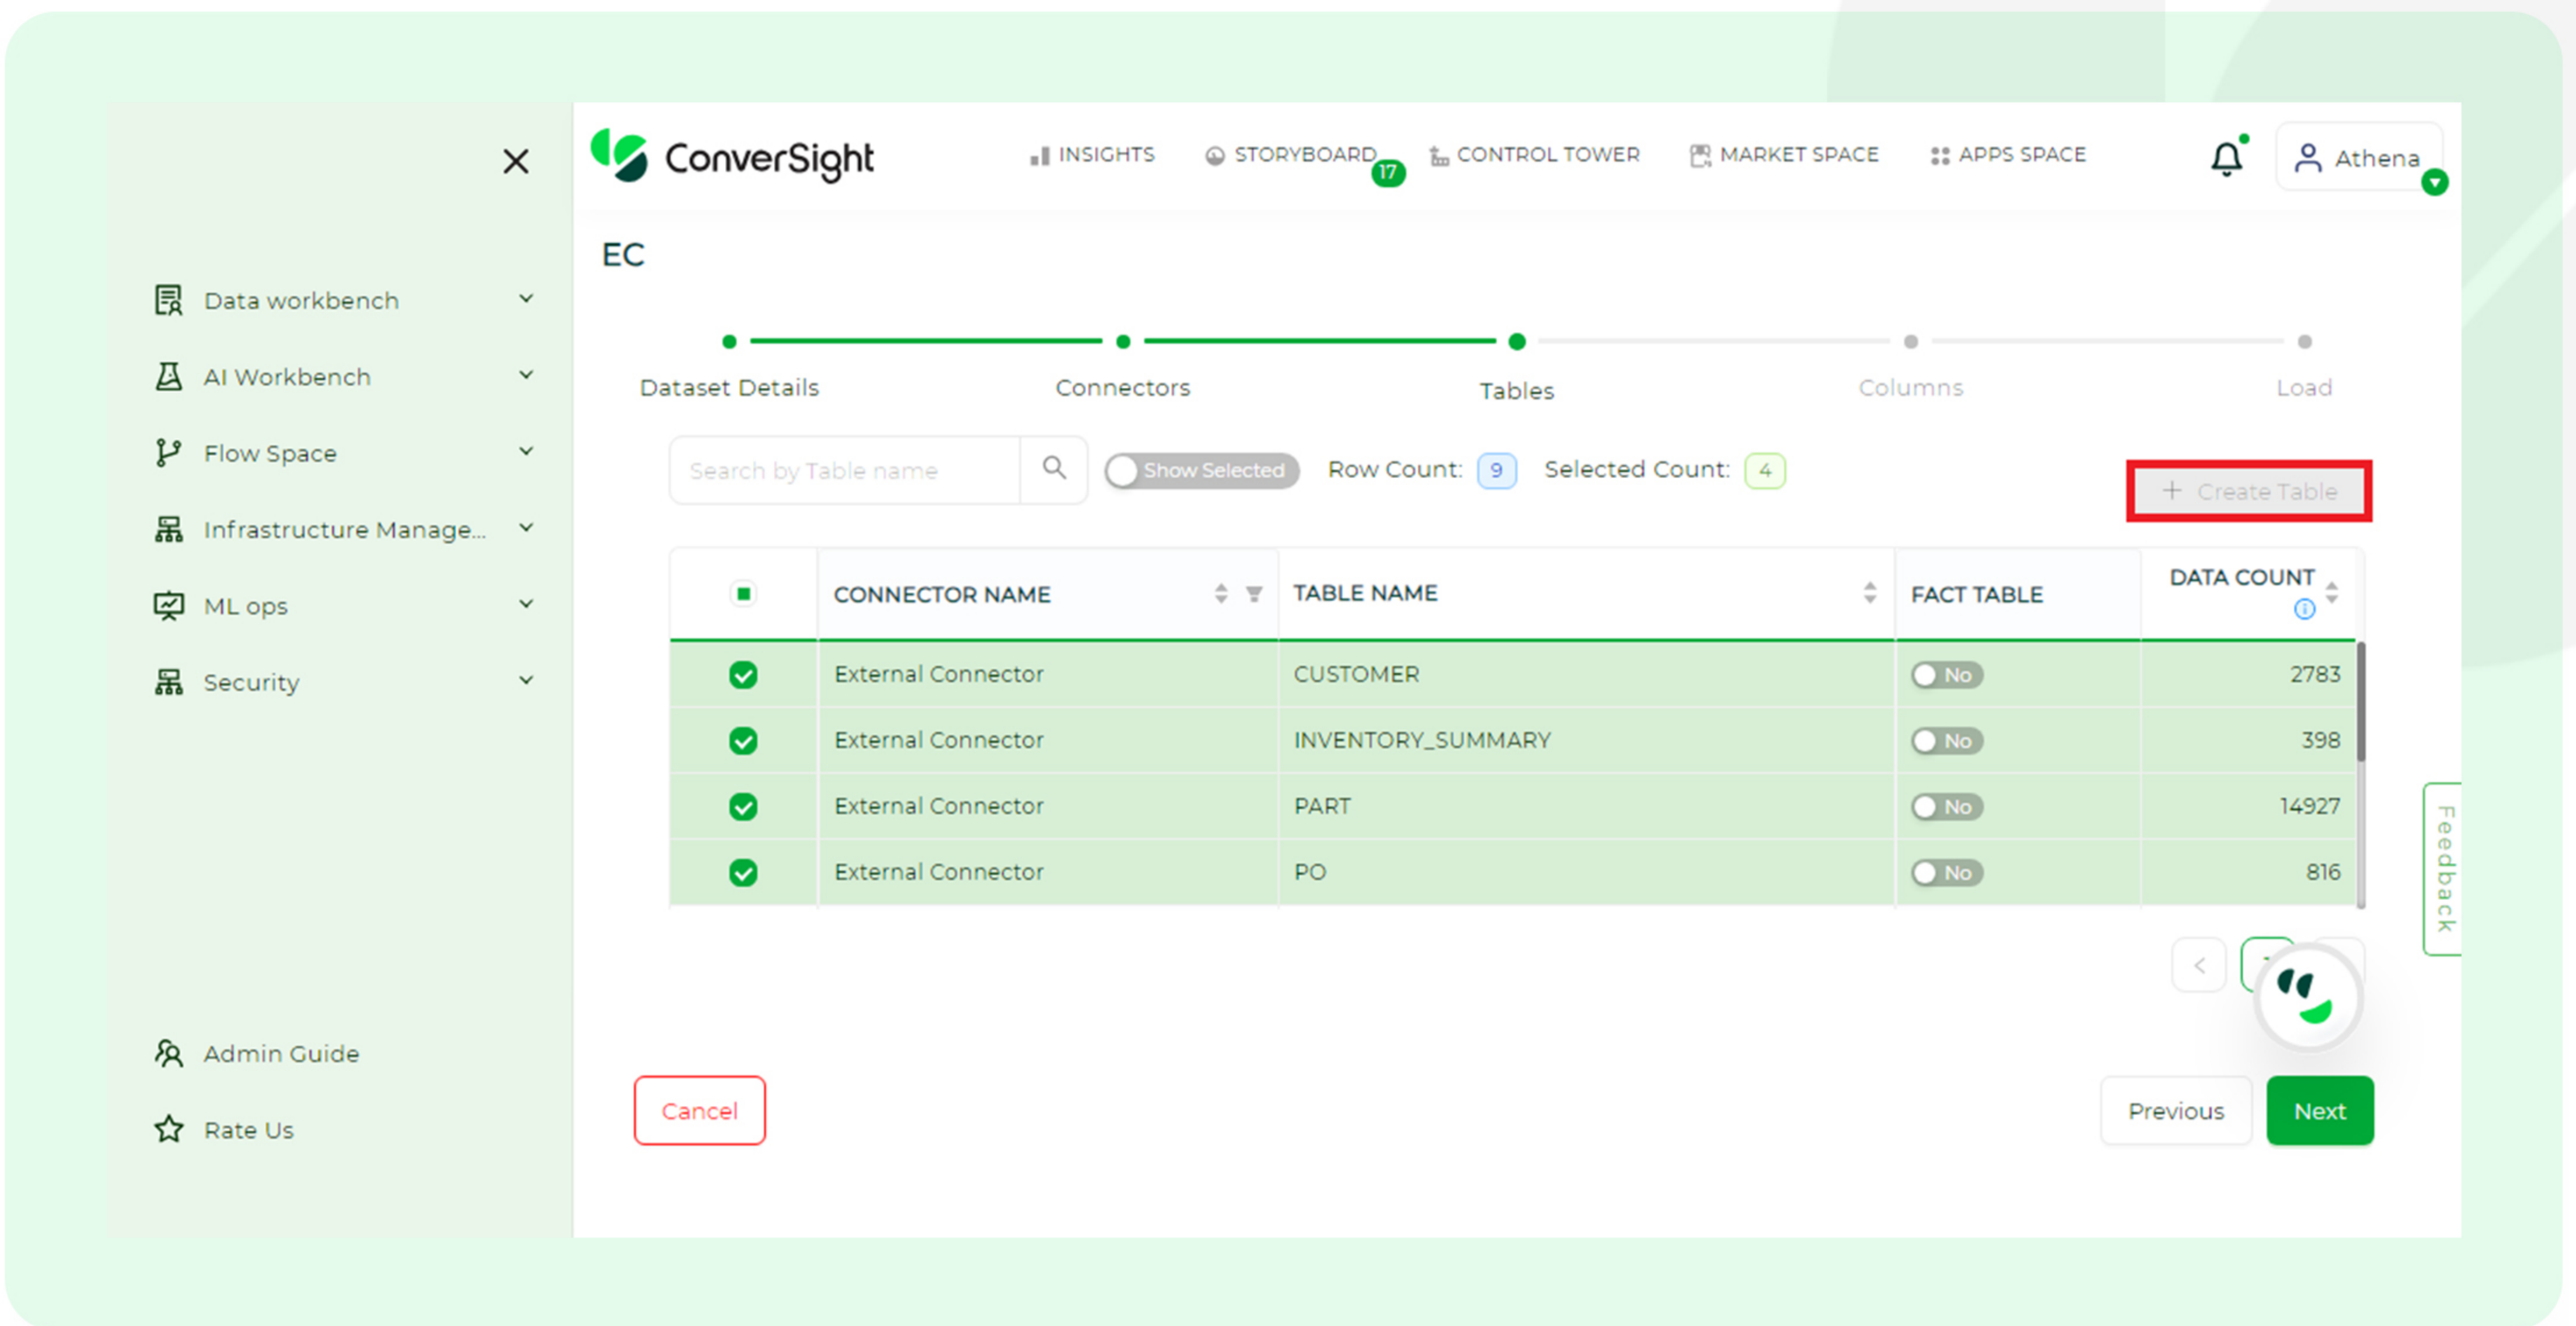 ConverSight
INSIGHTS
STORYBOARD
17
CONTROL TOWER
MARKET SPACE
APPS SPACE
Athena
Data workbench
AI Workbench
Flow Space
Infrastructure Manage...
ML ops
Security
Admin Guide
Rate Us
EC
Dataset Details
Connectors
Tables
Columns
Load
Search by Table name
Show Selected
Row Count: 9
Selected Count: 4
+ Create Table
CONNECTOR NAME TABLE NAME FACT TABLE DATA COUNT
External Connector CUSTOMER No 2783
External Connector INVENTORY_SUMMARY No 398
External Connector PART No 14927
External Connector PO No 816
Feedback
<
Cancel
Previous
Next